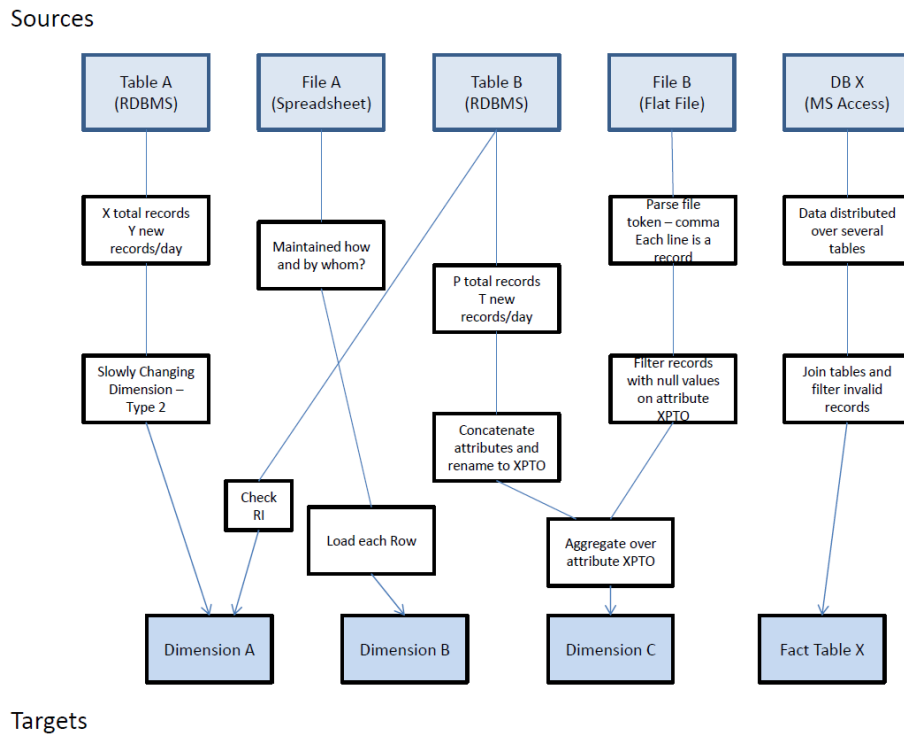 Sources
Table A
(RDBMS)
File A
(Spreadsheet)
Table B
(RDBMS)
File B
(Flat File)
DB X
(MS Access)
X total records
Y new
records/day
Maintained how
and by whom?
P total records
T new
records/day
Parse file
token – comma
Each line is a
record
Data distributed
over several
tables
Slowly Changing
Dimension –
Type 2
Filter records
with null values
on attribute
XPTO
Join tables and
filter invalid
records
Concatenate
attributes and
rename to XPTO
Check
RI
Load each Row
Aggregate over
attribute XPTO
Dimension A
Dimension B
Dimension C
Fact Table X
Targets